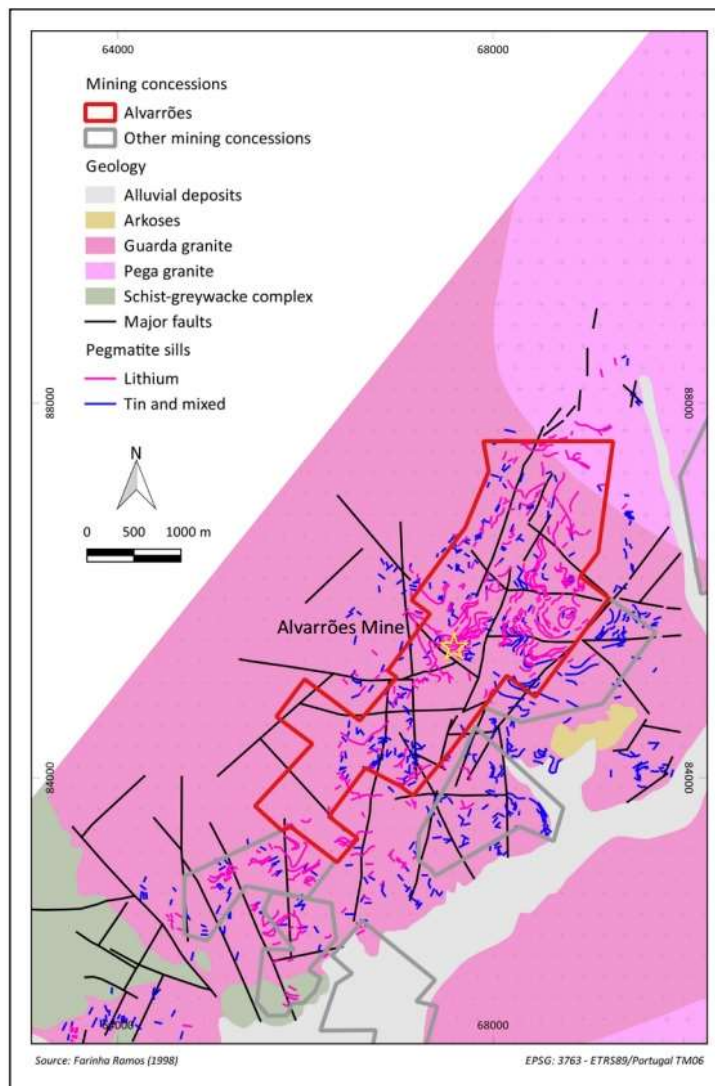 64000
68000
Mining concessions
Alvarrões
Other mining concessions
Geology
Alluvial deposits
Arkoses
Guarda granite
Pega granite
Schist-greywacke complex
Major faults
Pegmatite sills
Lithium
Tin and mixed
88000
88000
N
0 500 1000 m
Alvarrões Mine
84000
84000
64000
68000
Source: Farinha Ramos (1998)
EPSG: 3763 - ETRS89/Portugal TM06